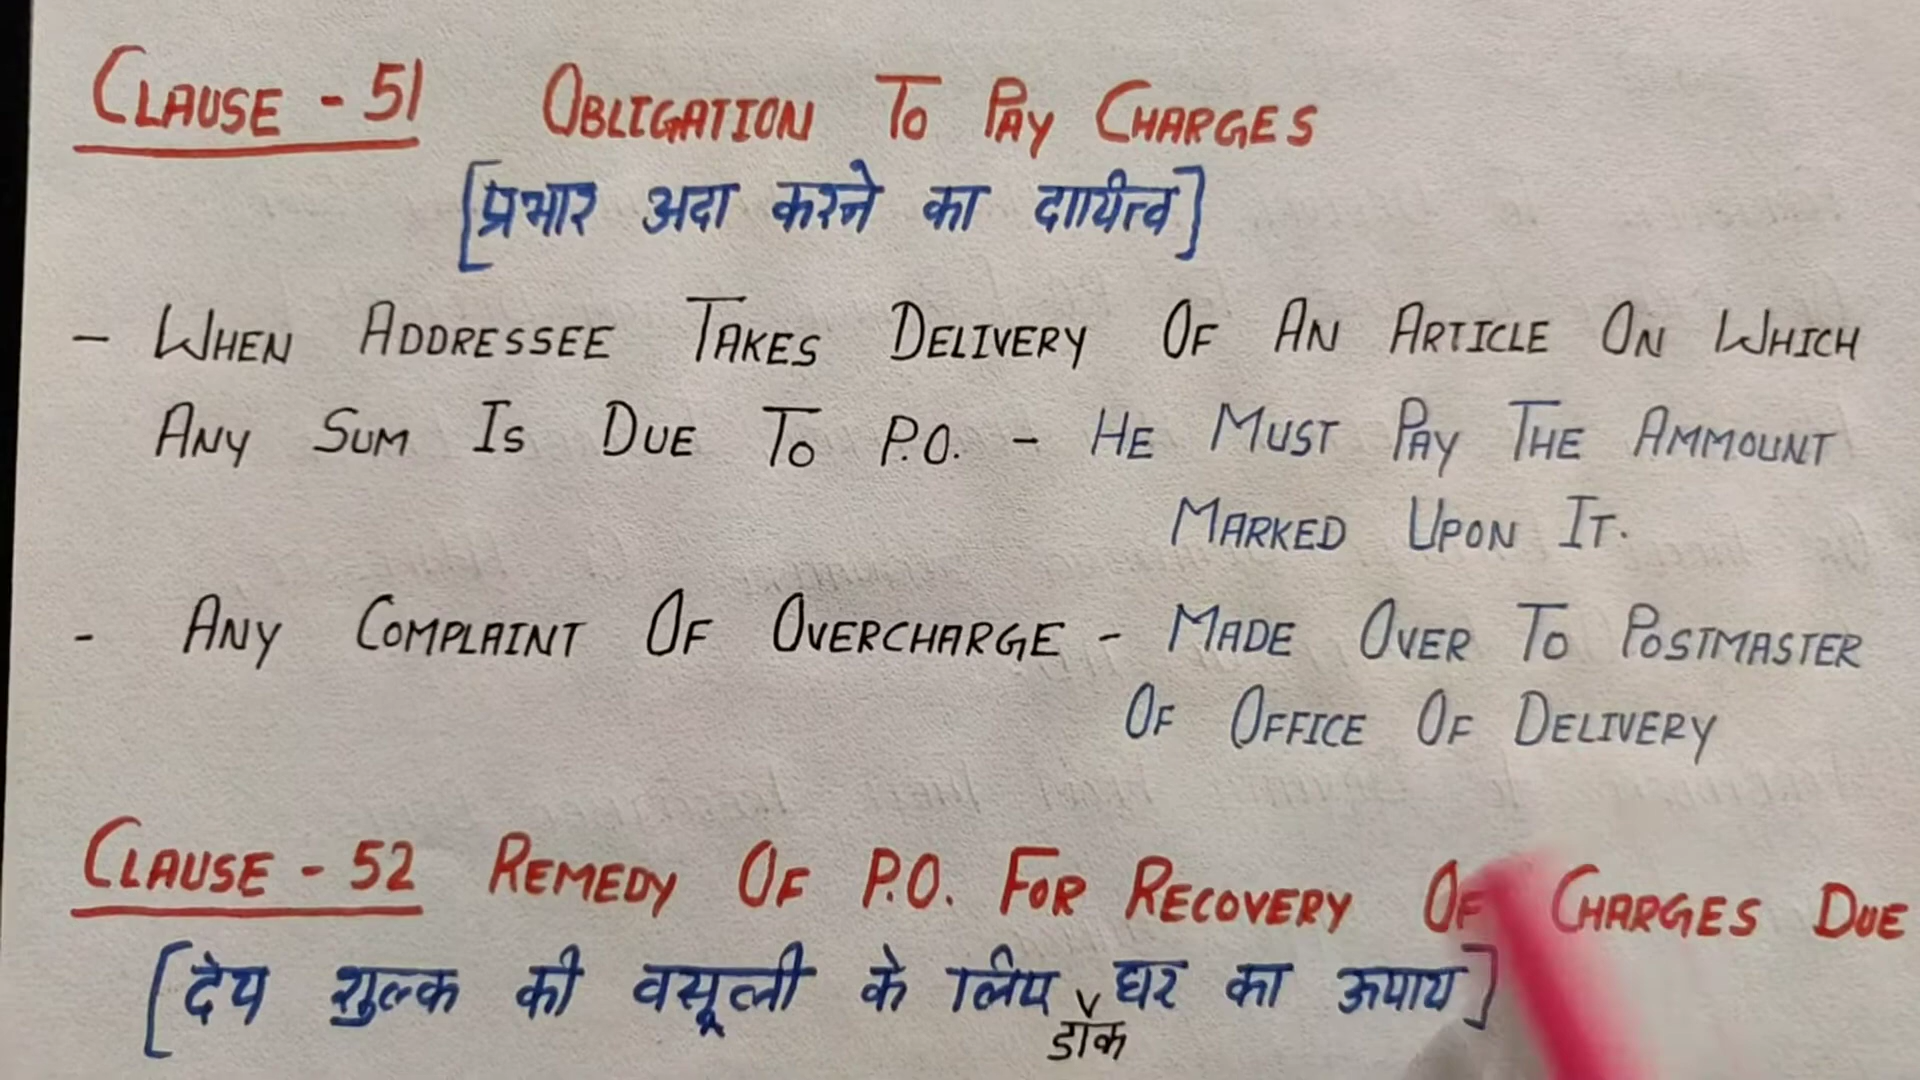 CLAUSE - 51 OBLIGATION TO PAY CHARGES
[प्रभार अदा करने का दायीत्व]
- WHEN ADDRESSEE TAKES DELIVERY OF AN ARTICLE ON WHICH
ANY SUM IS DUE TO P.O. - HE MUST PAY THE AMMOUNT
MARKED UPON IT.
- ANY COMPLAINT OF OVERCHARGE - MADE OVER TO POSTMASTER
OF OFFICE OF DELIVERY
CLAUSE - 52 REMEDY OF P.O. FOR RECOVERY OF CHARGES DUE
[देय शुल्क की वसूली के लिए घर का ऊपाय]
डाक